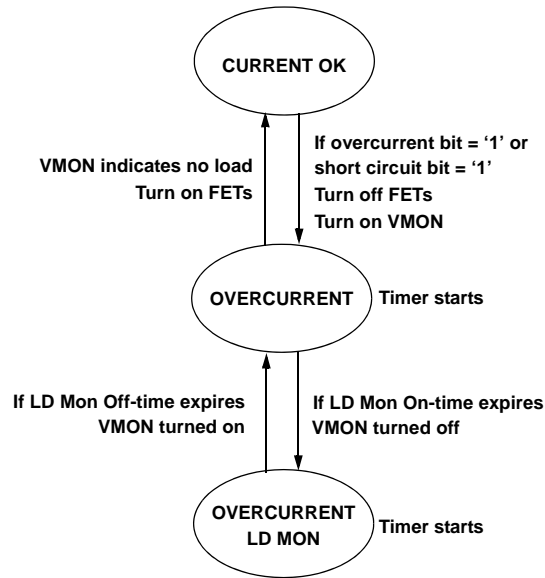 CURRENT OK
VMON indicates no load
Turn on FETs
If overcurrent bit = ‘1’ or
short circuit bit = ‘1’
Turn off FETs
Turn on VMON
OVERCURRENT
Timer starts
If LD Mon Off-time expires
VMON turned on
If LD Mon On-time expires
VMON turned off
OVERCURRENT
LD MON
Timer starts